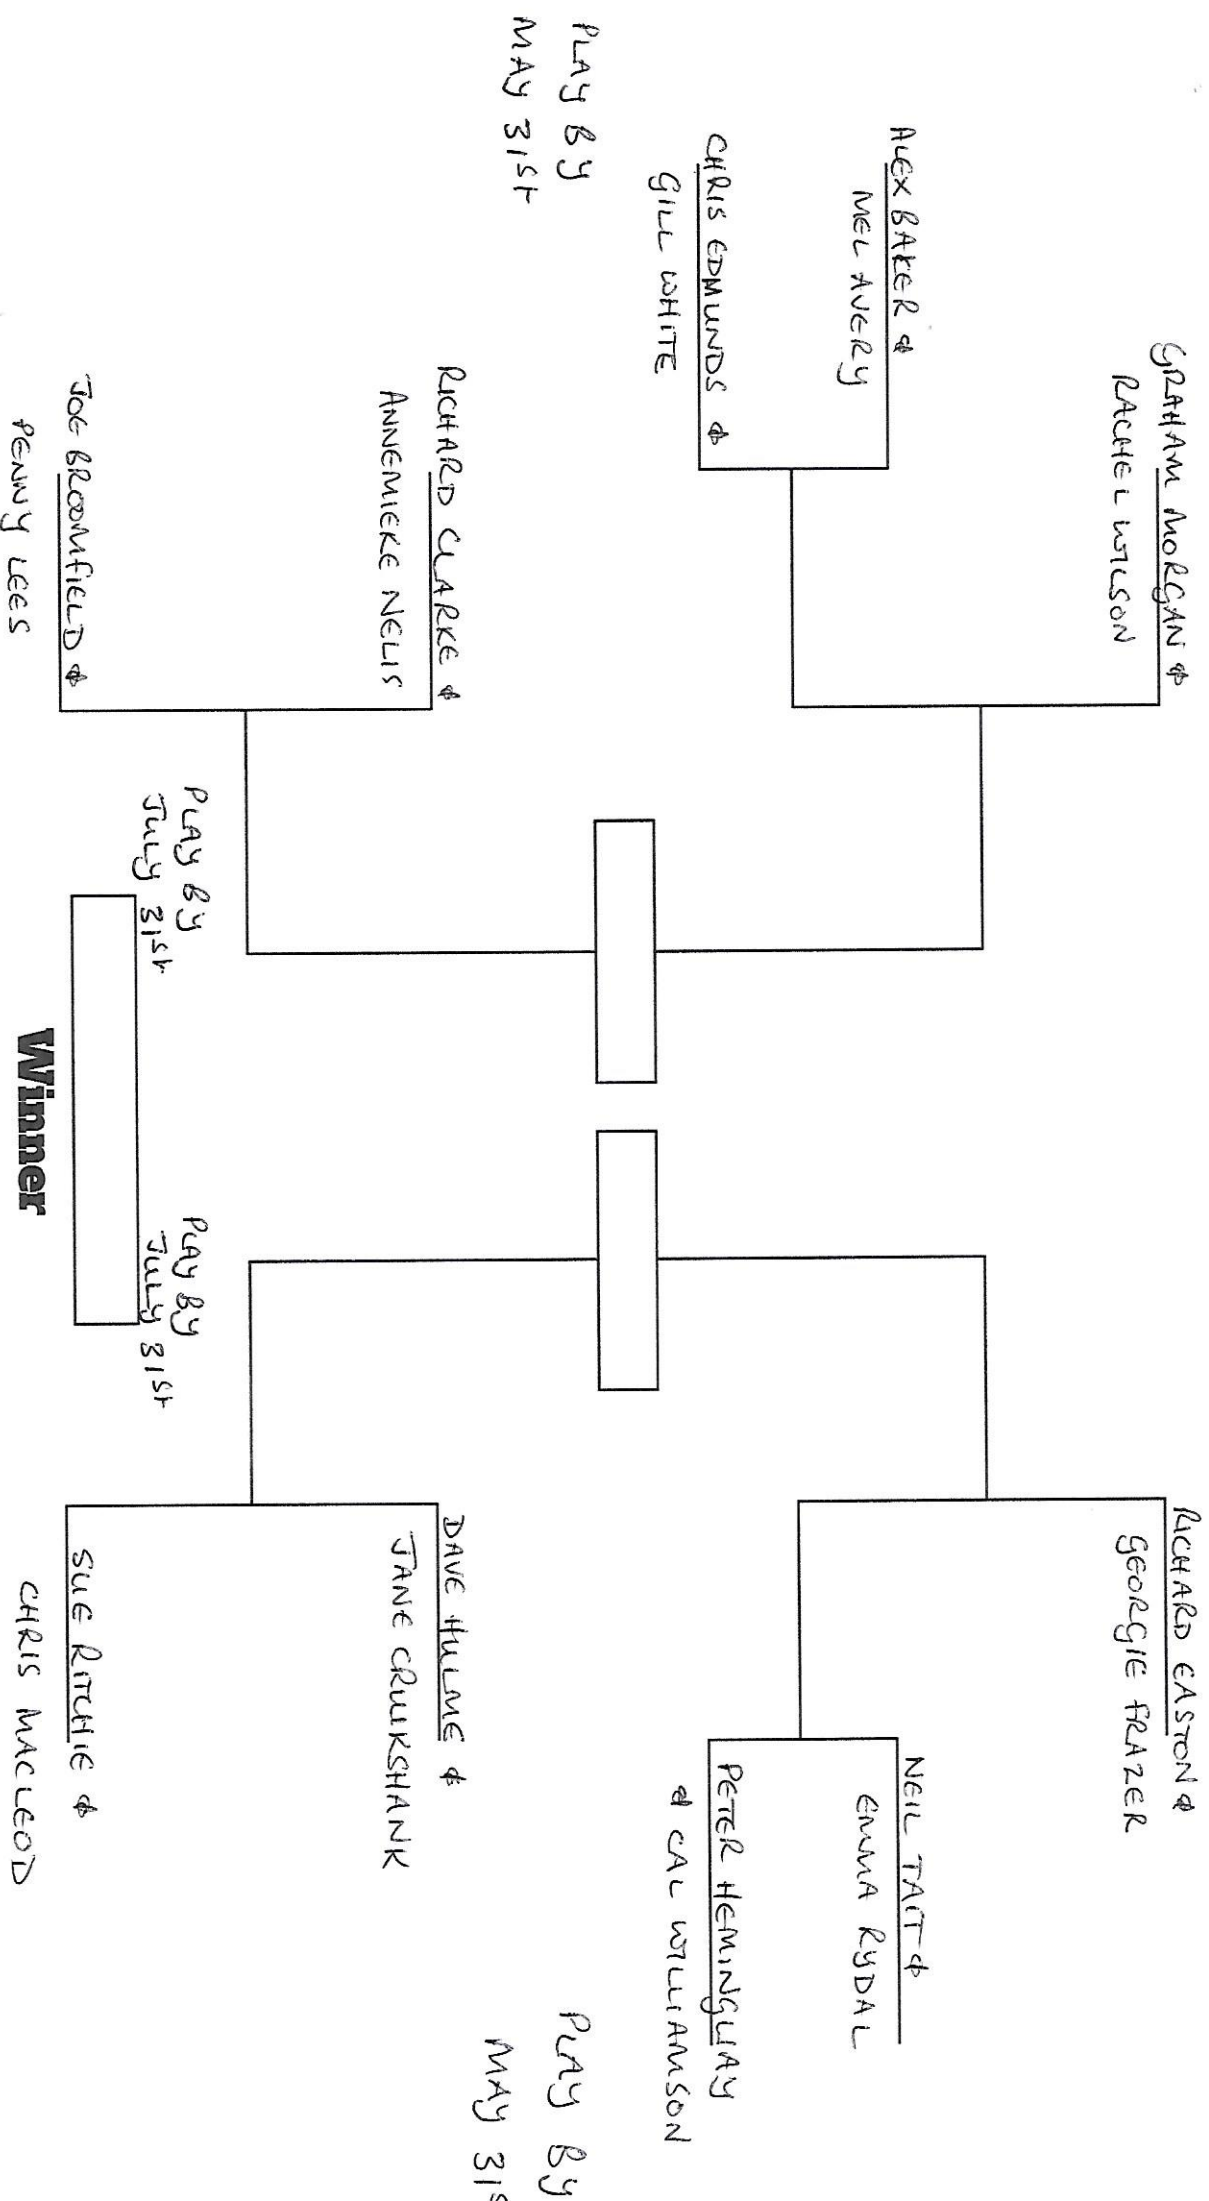 GRAHAM MORGAN &
RACHEL WILSON
ALEX BAKER &
MEL AVERY
CHRIS EDMUNDS &
GILL WHITE
PLAY BY
MAY 31st
RICHARD CLARKE &
ANNEMIEKE NELIS
JOE BROOMFIELD &
PENNY LEES
PLAY BY
JULY 31st
RICHARD EASTON &
GEORGIE FRAZER
NEIL TAIT &
EMMA RYDAL
PETER HEMINGWAY
& CAL WILLIAMSON
PLAY BY
MAY 31s
DAVE HULME &
JANE CRUIKSHANK
SUE RITCHIE &
CHRIS MACLEOD
PLAY BY
JULY 31st
Winner